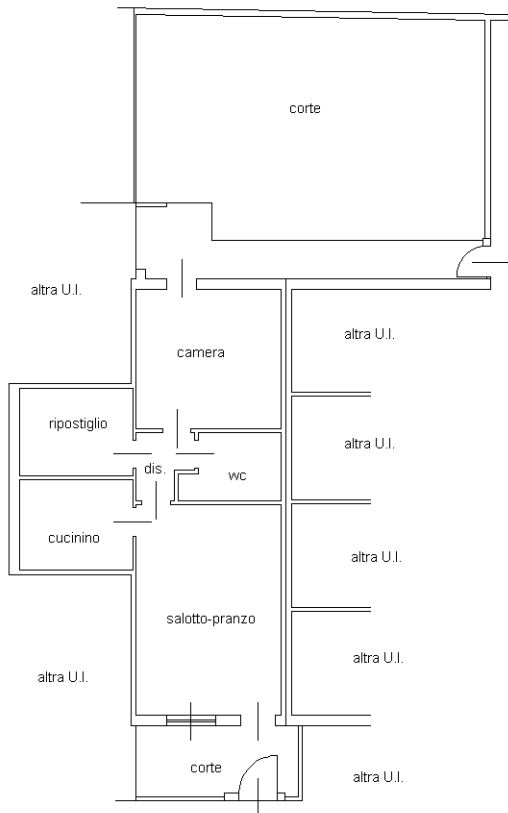 corte
altra U.I.
altra U.I.
camera
ripostiglio
altra U.I.
dis.
wc
cucinino
altra U.I.
salotto-pranzo
altra U.I.
altra U.I.
corte
altra U.I.